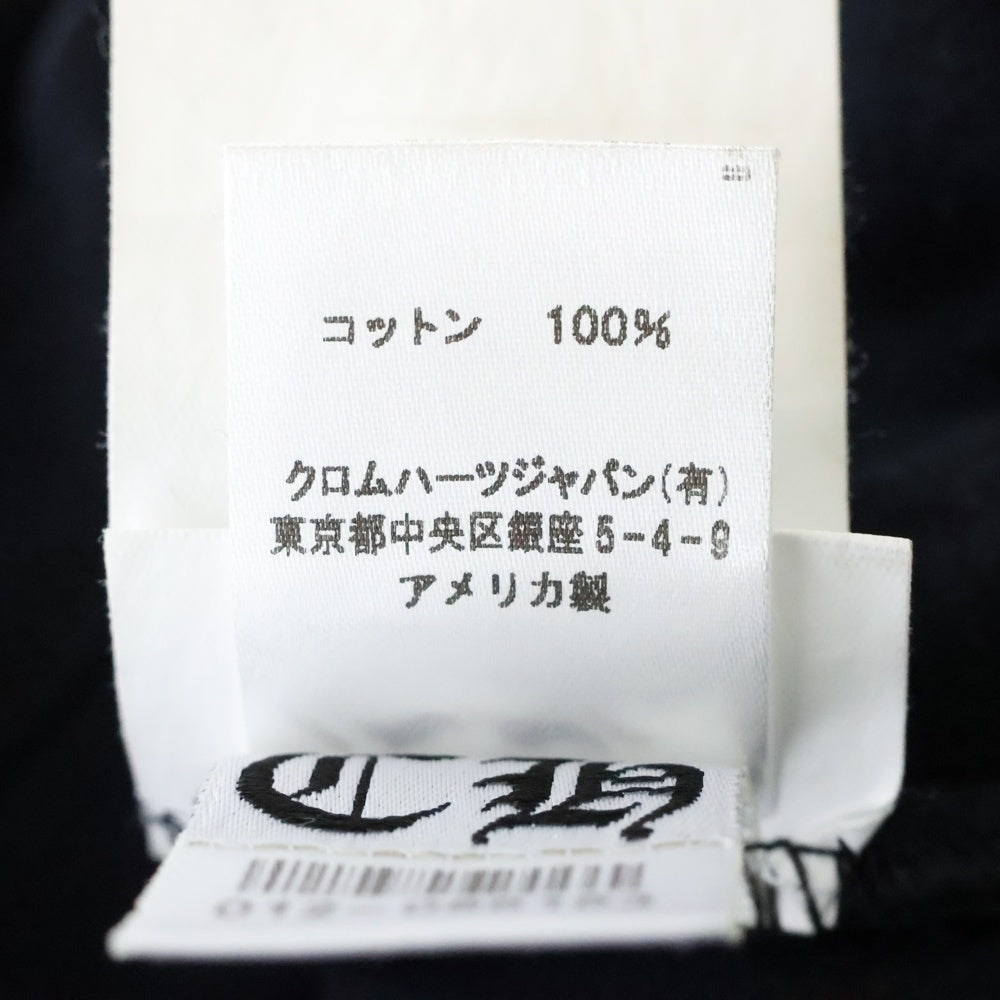 コットン 100%
クロムハーツジャパン(有)
東京都中央区銀座5-4-9
アメリカ製
CH